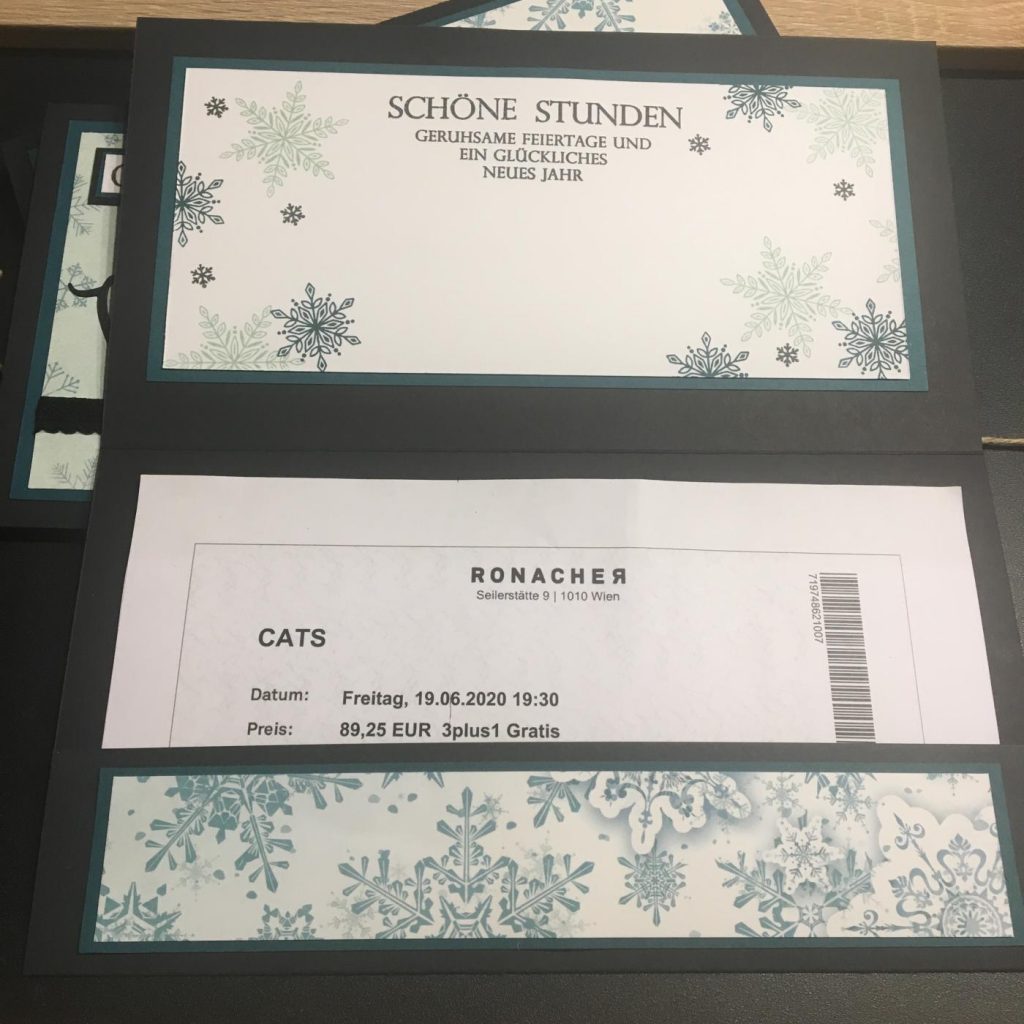 SCHÖNE STUNDEN
GERUHSAME FEIERTAGE UND
EIN GLÜCKLICHES
NEUES JAHR
RONACHER
Seilerstätte 9 | 1010 Wien
CATS
Datum: Freitag, 19.06.2020 19:30
Preis: 89,25 EUR 3plus1 Gratis
719748621007